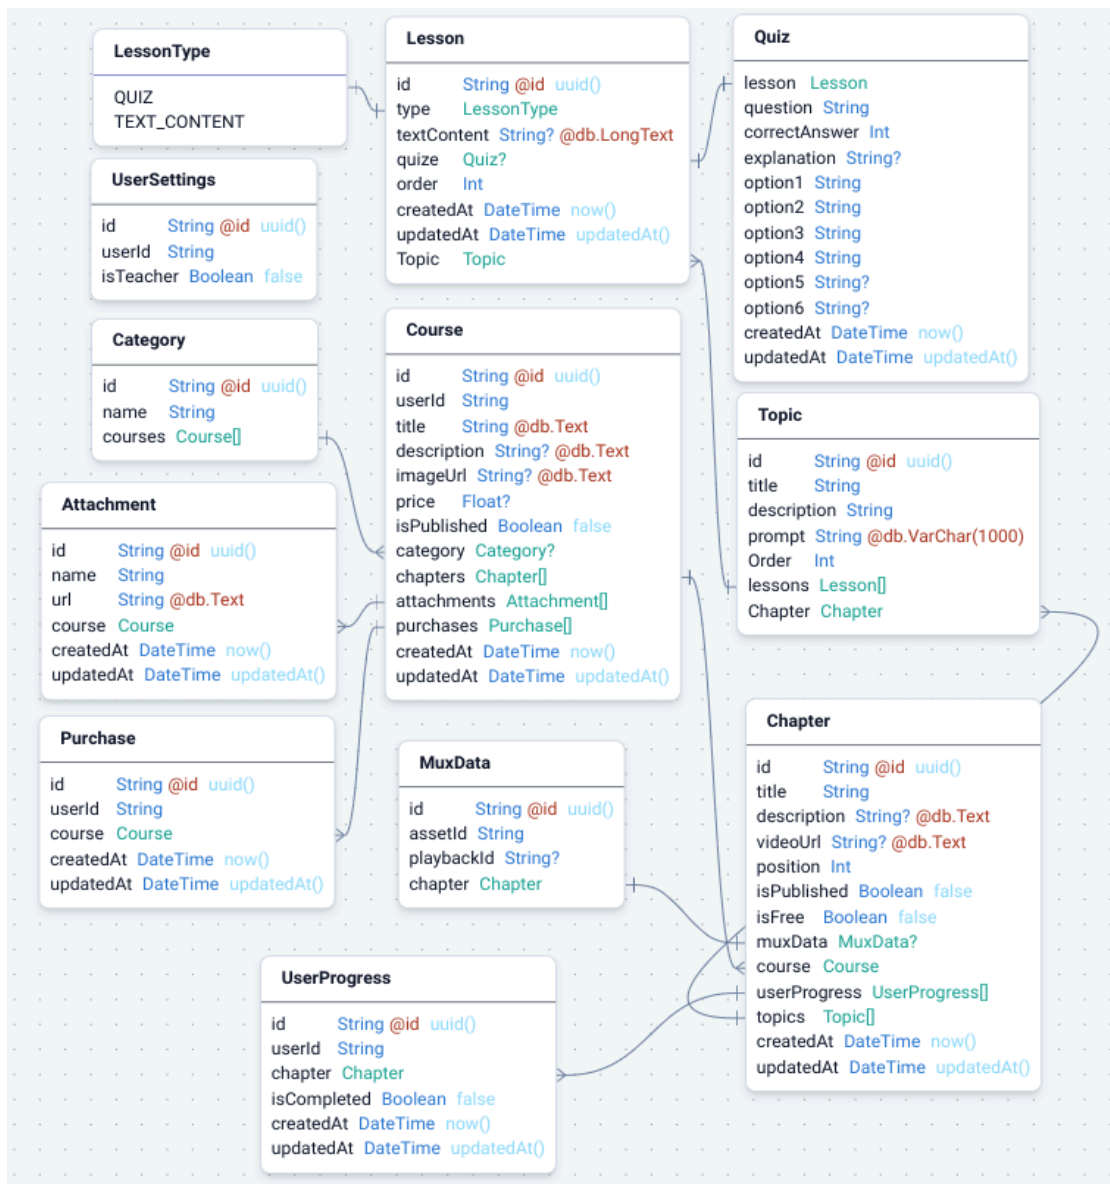 LessonType
QUIZ
TEXT_CONTENT
Lesson
id String @id uuid()
type LessonType
textContent String? @db.LongText
quize Quiz?
order Int
createdAt DateTime now()
updatedAt DateTime updatedAt()
Topic Topic
Quiz
lesson Lesson
question String
correctAnswer Int
explanation String?
option1 String
option2 String
option3 String
option4 String
option5 String?
option6 String?
createdAt DateTime now()
updatedAt DateTime updatedAt()
UserSettings
id String @id uuid()
userId String
isTeacher Boolean false
Category
id String @id uuid()
name String
courses Course[]
Course
id String @id uuid()
userId String
title String @db.Text
description String? @db.Text
imageUrl String? @db.Text
price Float?
isPublished Boolean false
category Category?
chapters Chapter[]
attachments Attachment[]
purchases Purchase[]
createdAt DateTime now()
updatedAt DateTime updatedAt()
Topic
id String @id uuid()
title String
description String
prompt String @db.VarChar(1000)
Order Int
lessons Lesson[]
Chapter Chapter
Attachment
id String @id uuid()
name String
url String @db.Text
course Course
createdAt DateTime now()
updatedAt DateTime updatedAt()
Purchase
id String @id uuid()
userId String
course Course
createdAt DateTime now()
updatedAt DateTime updatedAt()
MuxData
id String @id uuid()
assetId String
playbackId String?
chapter Chapter
Chapter
id String @id uuid()
title String
description String? @db.Text
videoUrl String? @db.Text
position Int
isPublished Boolean false
isFree Boolean false
muxData MuxData?
course Course
userProgress UserProgress[]
topics Topic[]
createdAt DateTime now()
updatedAt DateTime updatedAt()
UserProgress
id String @id uuid()
userId String
chapter Chapter
isCompleted Boolean false
createdAt DateTime now()
updatedAt DateTime updatedAt()